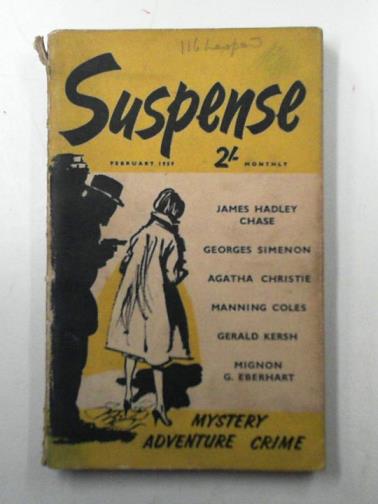 Suspense
FEBRUARY 1959 2/- MONTHLY
JAMES HADLEY
CHASE
GEORGES SIMENON
AGATHA CHRISTIE
MANNING COLES
GERALD KERSH
MIGNON
G. EBERHART
MYSTERY
ADVENTURE CRIME